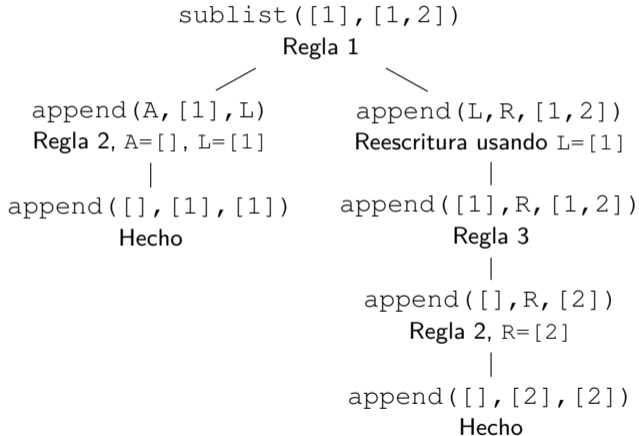 sublist([1],[1,2])
Regla 1
append(A,[1],L)
Regla 2, A=[], L=[1]
append([],[1],[1])
Hecho
append(L,R,[1,2])
Reescritura usando L=[1]
append([1],R,[1,2])
Regla 3
append([],R,[2])
Regla 2, R=[2]
append([],[2],[2])
Hecho